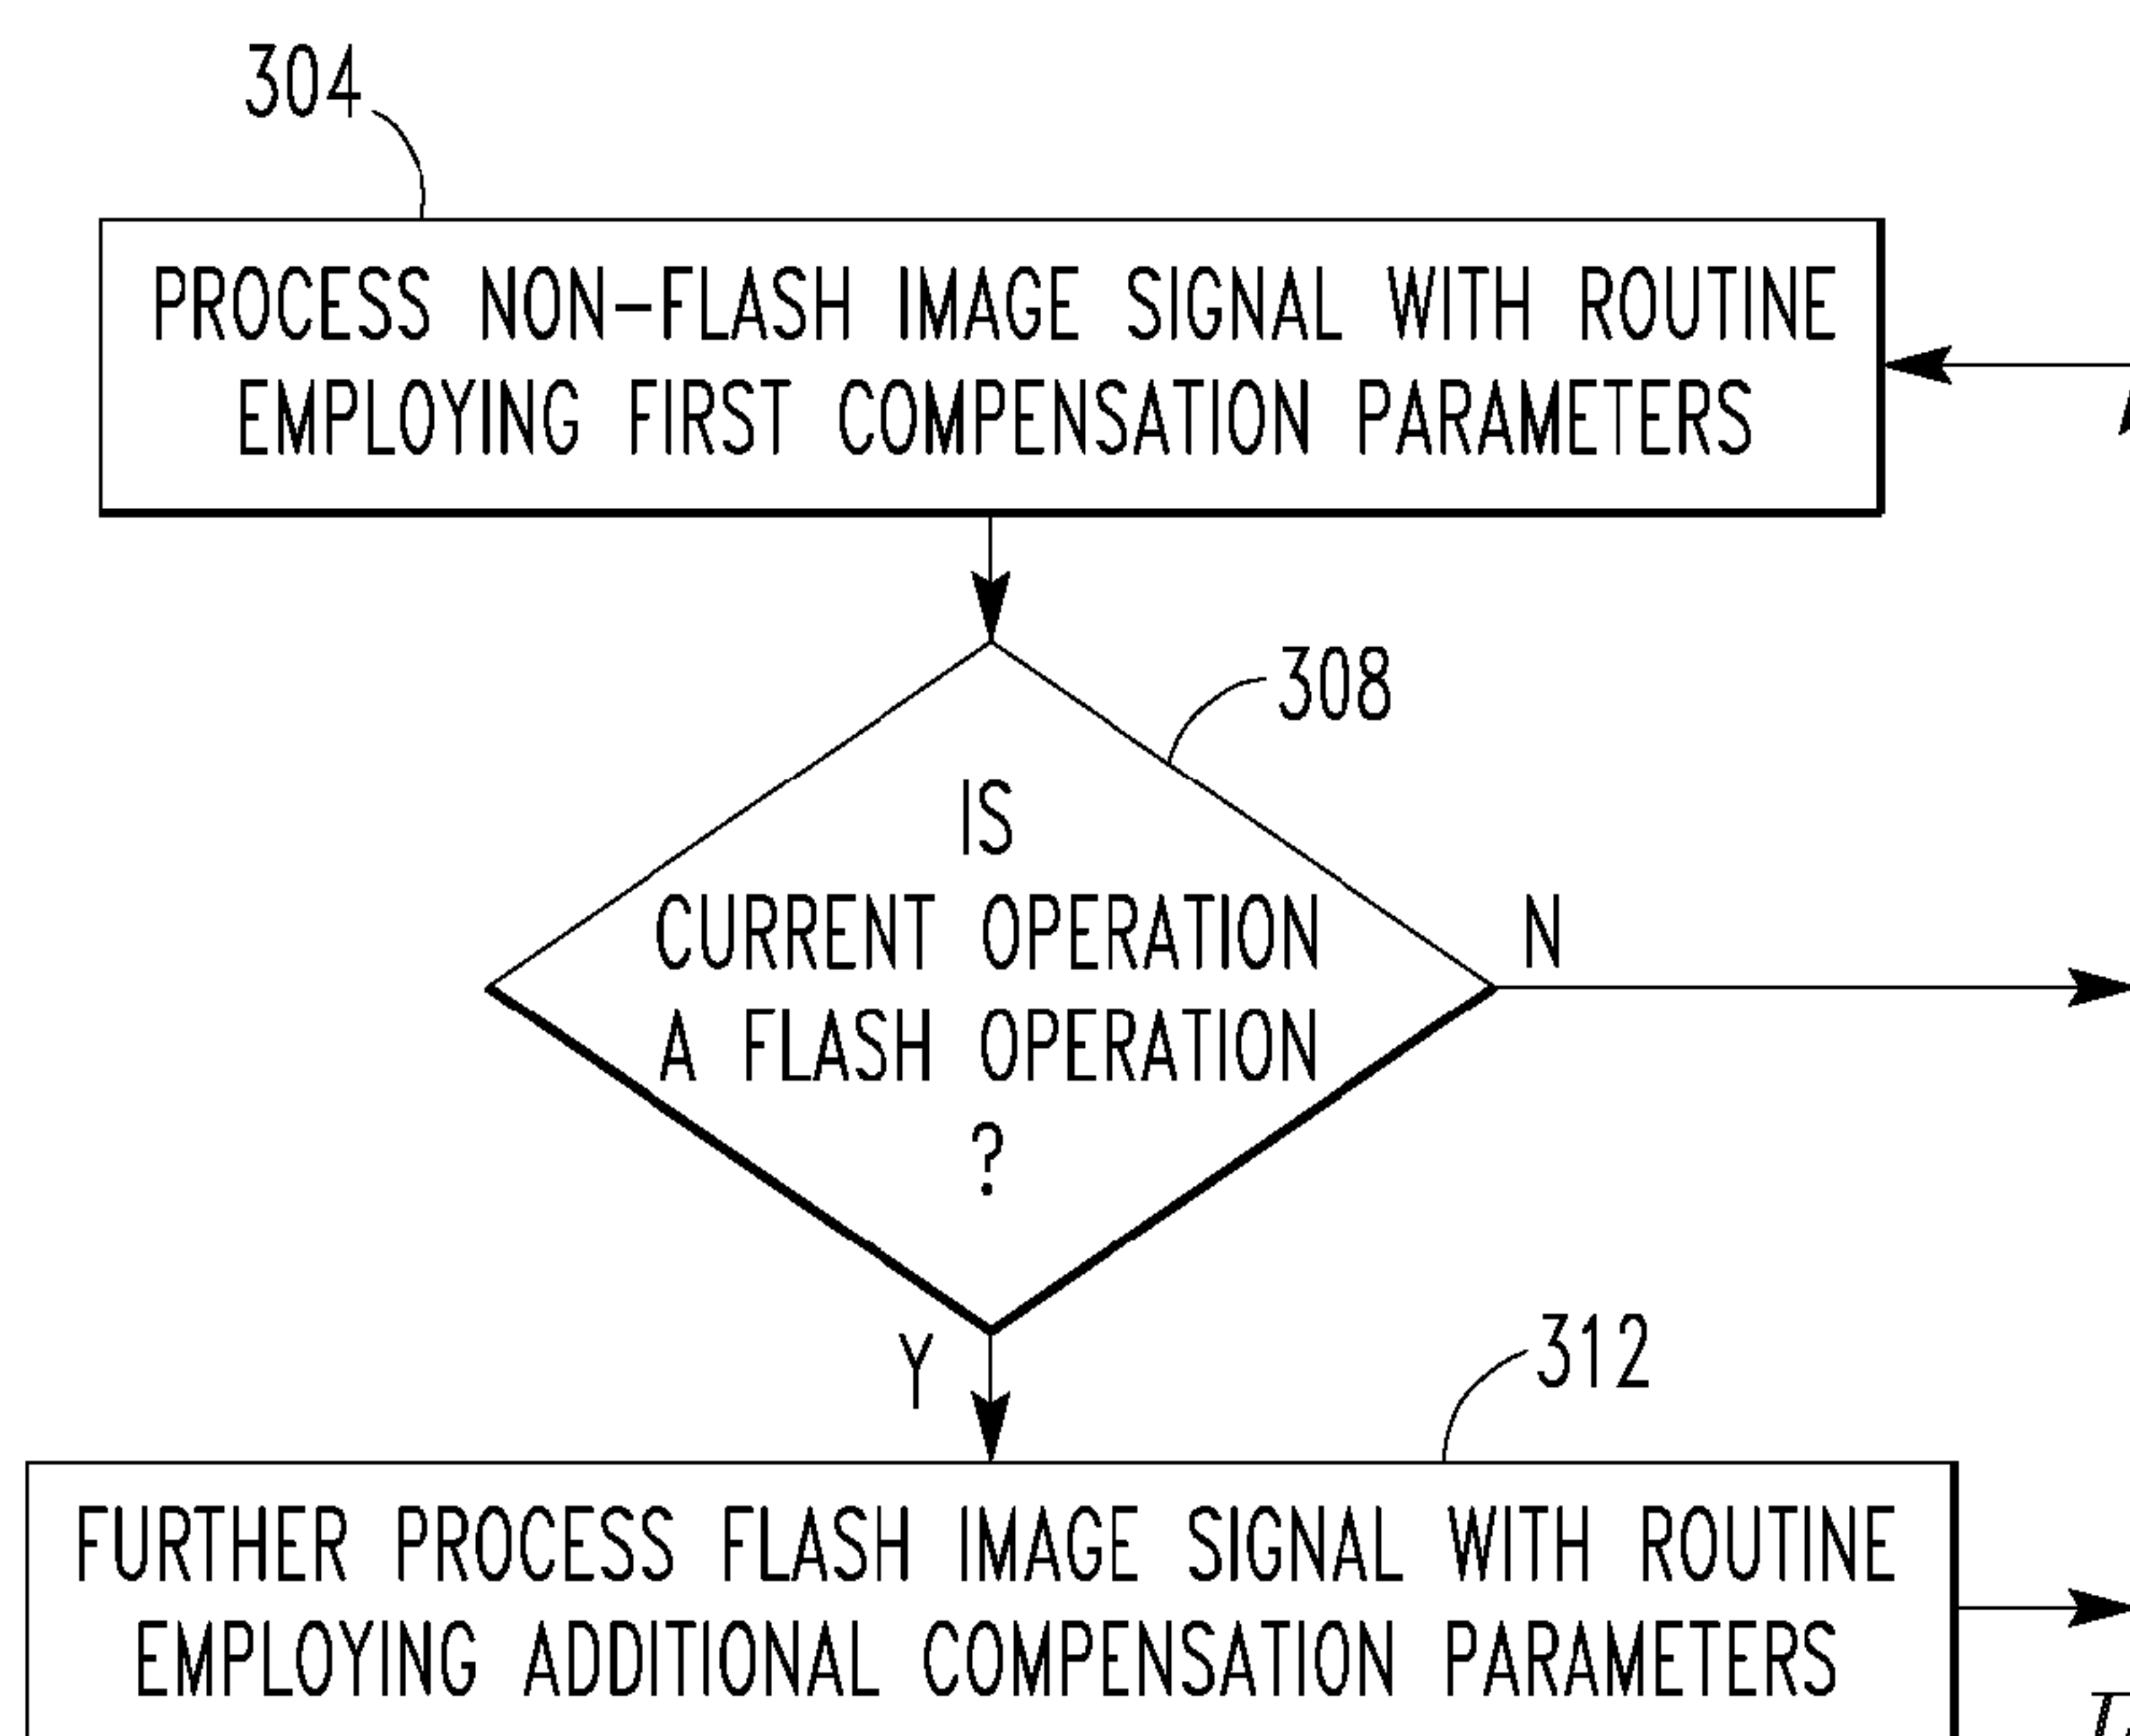 304
PROCESS NON-FLASH IMAGE SIGNAL WITH ROUTINE
EMPLOYING FIRST COMPENSATION PARAMETERS
308
IS
CURRENT OPERATION
A FLASH OPERATION
?
N
Y
312
FURTHER PROCESS FLASH IMAGE SIGNAL WITH ROUTINE
EMPLOYING ADDITIONAL COMPENSATION PARAMETERS